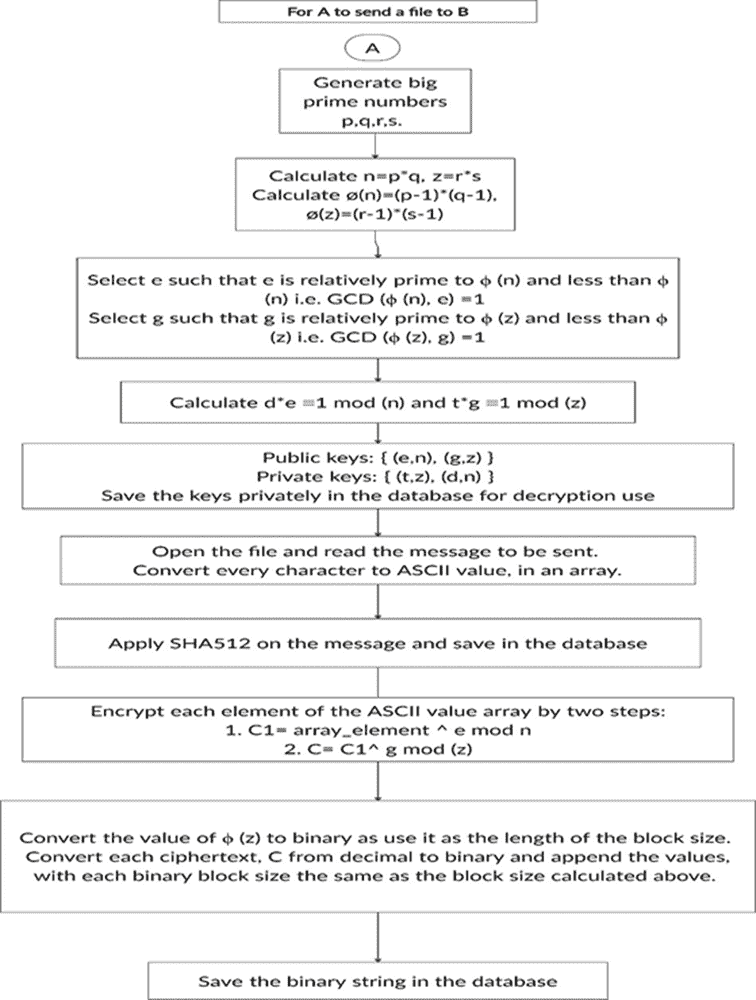 For A to send a file to B
A
Generate big
prime numbers
p,q,r,s.
Calculate n=p*q, z=r*s
Calculate ø(n)=(p-1)*(q-1),
ø(z)=(r-1)*(s-1)
Select e such that e is relatively prime to ϕ (n) and less than ϕ
(n) i.e. GCD (ϕ (n), e) =1
Select g such that g is relatively prime to ϕ (z) and less than ϕ
(z) i.e. GCD (ϕ (z), g) =1
Calculate d*e ≡1 mod (n) and t*g ≡1 mod (z)
Public keys: { (e,n), (g,z) }
Private keys: { (t,z), (d,n) }
Save the keys privately in the database for decryption use
Open the file and read the message to be sent.
Convert every character to ASCII value, in an array.
Apply SHA512 on the message and save in the database
Encrypt each element of the ASCII value array by two steps:
1. C1= array_element ^ e mod n
2. C= C1^ g mod (z)
Convert the value of ϕ (z) to binary as use it as the length of the block size.
Convert each ciphertext, C from decimal to binary and append the values,
with each binary block size the same as the block size calculated above.
Save the binary string in the database